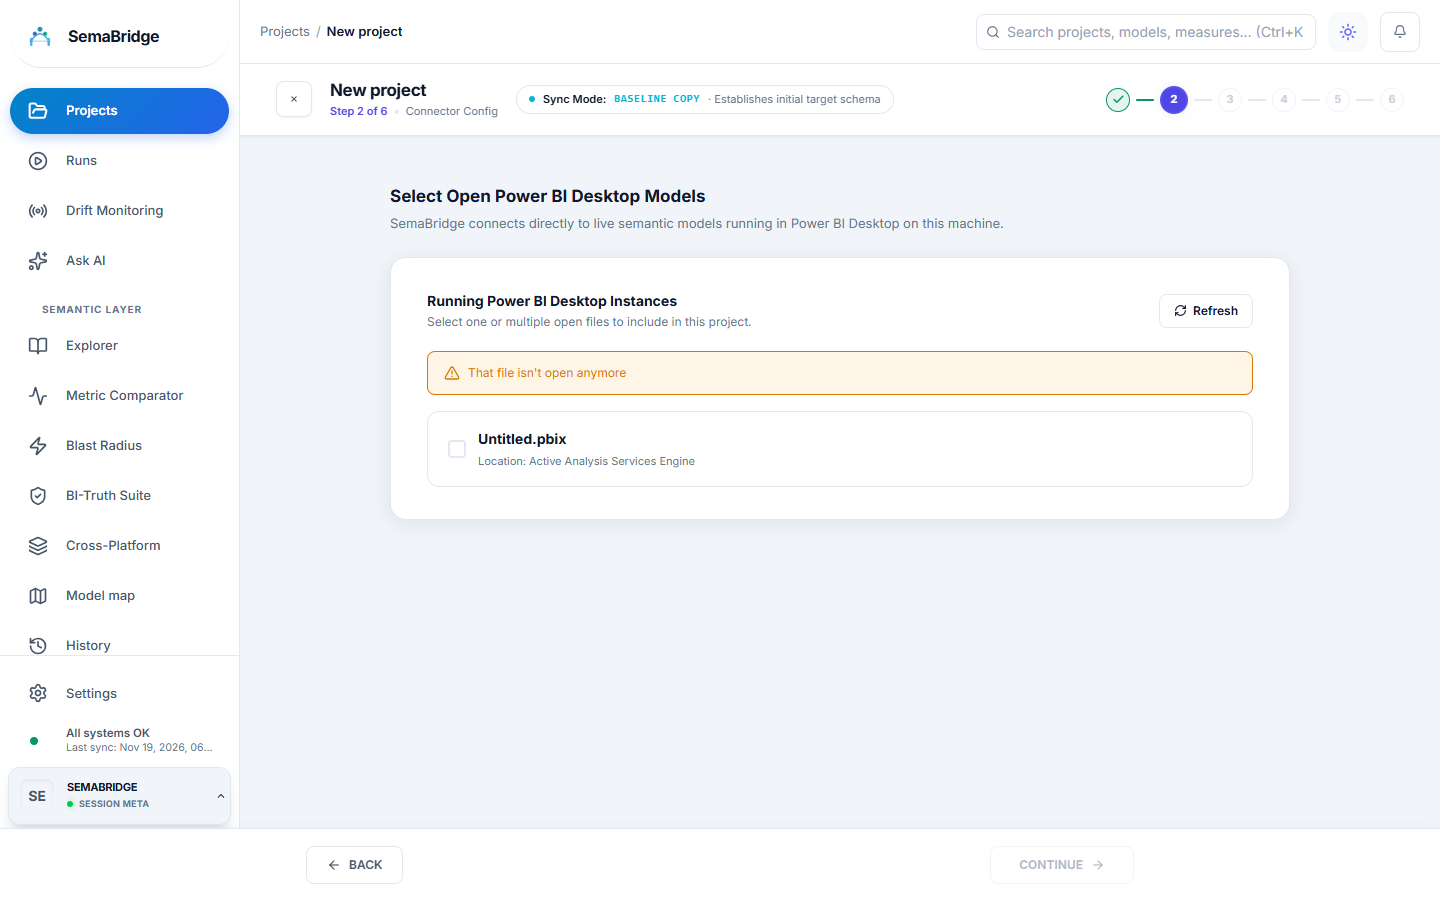 SemaBridge
Projects
Runs
Drift Monitoring
Ask AI
SEMANTIC LAYER
Explorer
Metric Comparator
Blast Radius
BI-Truth Suite
Cross-Platform
Model map
History
Settings
All systems OK
Last sync: Nov 19, 2026, 06...
SE
SEMABRIDGE
SESSION META
Projects / New project
Search projects, models, measures... (Ctrl+K
New project
Step 2 of 6 • Connector Config
Sync Mode: BASELINE COPY · Establishes initial target schema
2 3 4 5 6
Select Open Power BI Desktop Models
SemaBridge connects directly to live semantic models running in Power BI Desktop on this machine.
Running Power BI Desktop Instances
Select one or multiple open files to include in this project.
Refresh
That file isn't open anymore
Untitled.pbix
Location: Active Analysis Services Engine
BACK
CONTINUE